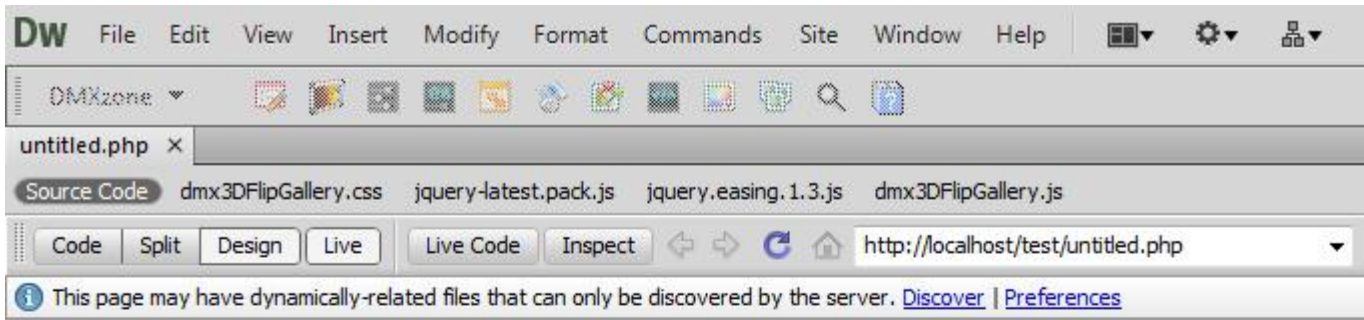 DW File Edit View Insert Modify Format Commands Site Window Help
DMXzone
untitled.php ×
Source Code dmx3DFlipGallery.css jquery-latest.pack.js jquery.easing.1.3.js dmx3DFlipGallery.js
Code Split Design Live Live Code Inspect http://localhost/test/untitled.php
This page may have dynamically-related files that can only be discovered by the server. Discover | Preferences